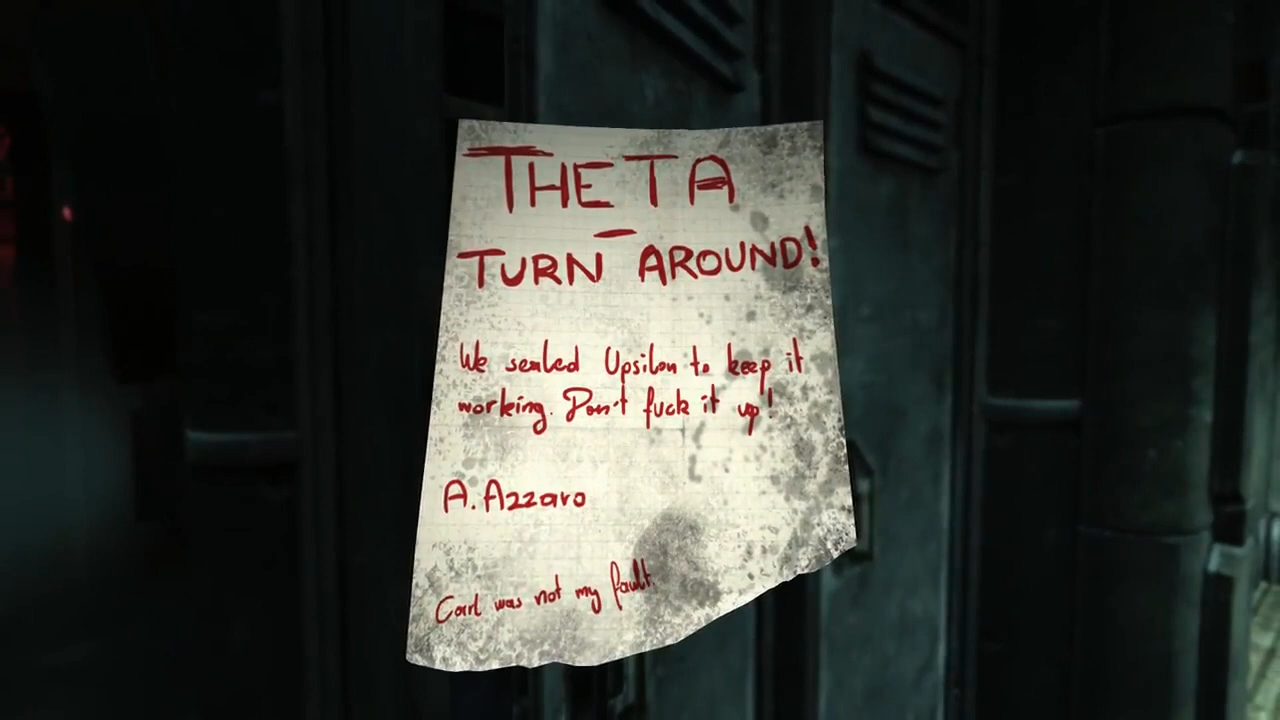 THETA
-
TURN AROUND!
We sealed Upsilon to keep it
working. Don't fuck it up!
A. Azzaro
Carl was not my fault.